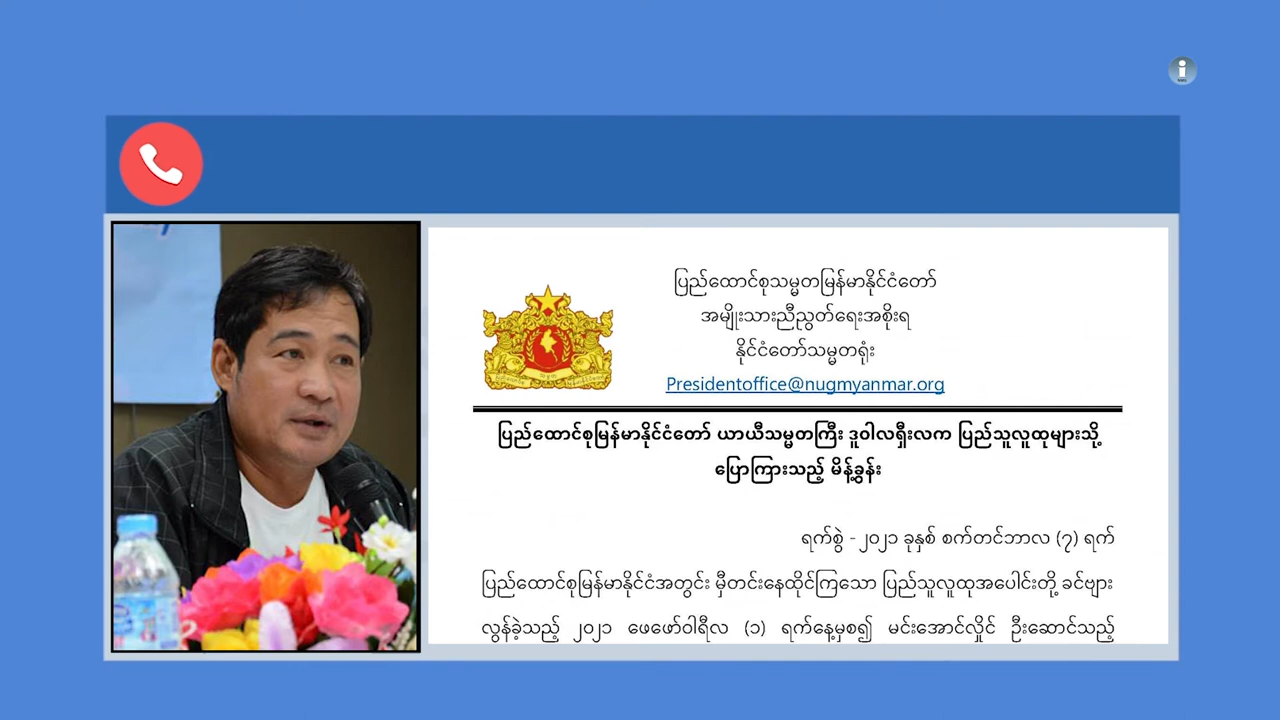 ပြည်ထောင်စုသမ္မတမြန်မာနိုင်ငံတော်
အမျိုးသားညီညွတ်ရေးအစိုးရ
နိုင်ငံတော်သမ္မတရုံး
Presidentoffice@nugmyanmar.org
ပြည်ထောင်စုမြန်မာနိုင်ငံတော် ယာယီသမ္မတကြီး ဒူဝါလရှီးလက ပြည်သူလူထုများသို့
ပြောကြားသည့် မိန့်ခွန်း
ရက်စွဲ -၂၀၂၁ ခုနှစ် စက်တင်ဘာလ (၇) ရက်
ပြည်ထောင်စုမြန်မာနိုင်ငံအတွင်း မှီတင်းနေထိုင်ကြသော ပြည်သူလူထုအပေါင်းတို့ ခင်ဗျား
လွန်ခဲ့သည့် ၂၀၂၁ ဖေဖော်ဝါရီလ (၁) ရက်နေ့မှစ၍ မင်းအောင်လှိုင် ဦးဆောင်သည့်